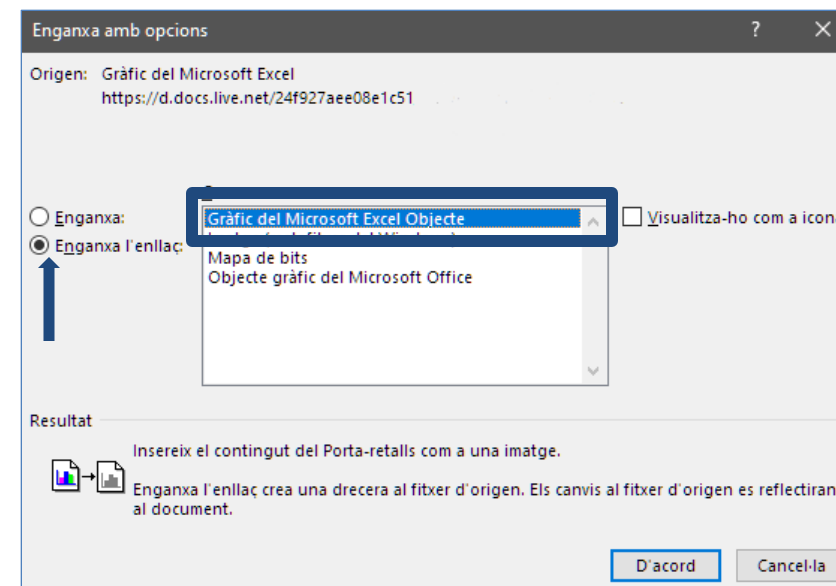 Enganxa amb opcions
Origen: Gràfic del Microsoft Excel
https://d.docs.live.net/24f927aee08e1c51
Enganxa:
Enganxa l'enllaç:
Gràfic del Microsoft Excel Objecte
Mapa de bits
Objecte gràfic del Microsoft Office
Visualitza-ho com a icona
Resultat
Insereix el contingut del Porta-retalls com a una imatge.
Enganxa l'enllaç crea una drecera al fitxer d'origen. Els canvis al fitxer d'origen es reflectiran
al document.
D'acord
Cancel·la